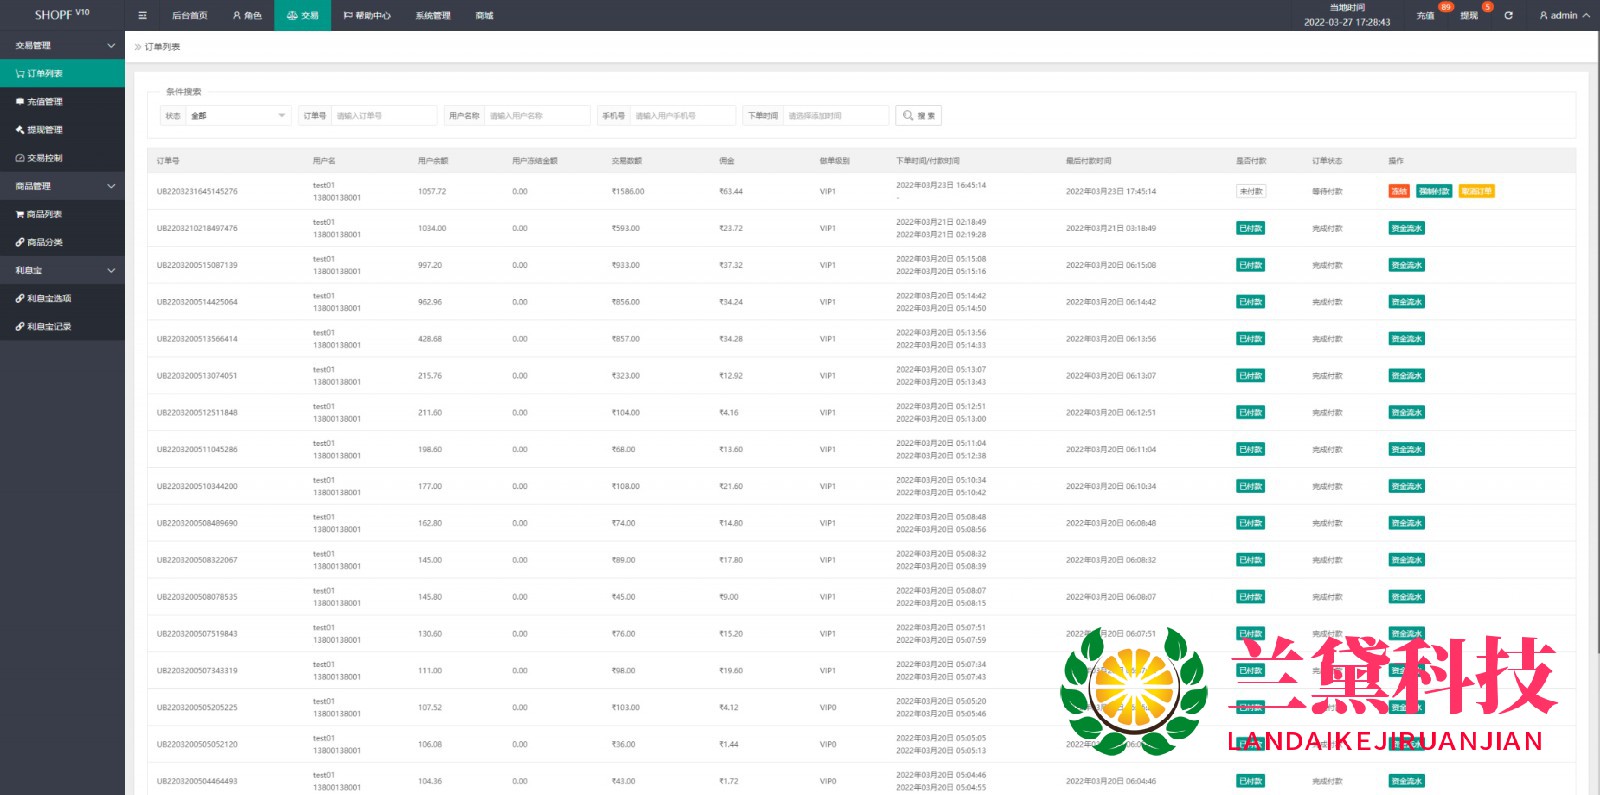 SHOPF V10
后台首页 角色 交易 帮助中心 系统管理 商城
当地时间
2022-03-27 17:28:43
充值 89 提现 5 admin
交易管理
订单列表
充值管理
提现管理
交易控制
商品管理
商品列表
商品分类
利息宝
利息宝选项
利息宝记录
订单列表
条件搜索
状态 全部 订单号 请输入订单号 用户名称 请输入用户名称 手机号 请输入用户手机号 下单时间 请选择添加时间 搜 索
订单号 用户名 用户余额 用户冻结金额 交易数额 佣金 做单级别 下单时间/付款时间 最后付款时间 是否付款 订单状态 操作
UB2203231645145276 test01 1057.72 0.00 ₹1586.00 ₹63.44 VIP1 2022年03月23日 16:45:14 2022年03月23日 17:45:14 未付款 等待付款 冻结 强制付款 取消订单
13800138001 -
UB2203210218497476 test01 1034.00 0.00 ₹593.00 ₹23.72 VIP1 2022年03月21日 02:18:49 2022年03月21日 03:18:49 已付款 完成付款 资金流水
13800138001 2022年03月21日 02:19:28
UB2203200515087139 test01 997.20 0.00 ₹933.00 ₹37.32 VIP1 2022年03月20日 05:15:08 2022年03月20日 06:15:08 已付款 完成付款 资金流水
13800138001 2022年03月20日 05:15:16
UB2203200514425064 test01 962.96 0.00 ₹856.00 ₹34.24 VIP1 2022年03月20日 05:14:42 2022年03月20日 06:14:42 已付款 完成付款 资金流水
13800138001 2022年03月20日 05:14:50
UB2203200513566414 test01 428.68 0.00 ₹857.00 ₹34.28 VIP1 2022年03月20日 05:13:56 2022年03月20日 06:13:56 已付款 完成付款 资金流水
13800138001 2022年03月20日 05:14:33
UB2203200513074051 test01 215.76 0.00 ₹323.00 ₹12.92 VIP1 2022年03月20日 05:13:07 2022年03月20日 06:13:07 已付款 完成付款 资金流水
13800138001 2022年03月20日 05:13:43
UB2203200512511848 test01 211.60 0.00 ₹104.00 ₹4.16 VIP1 2022年03月20日 05:12:51 2022年03月20日 06:12:51 已付款 完成付款 资金流水
13800138001 2022年03月20日 05:13:00
UB2203200511045286 test01 198.60 0.00 ₹68.00 ₹13.60 VIP1 2022年03月20日 05:11:04 2022年03月20日 06:11:04 已付款 完成付款 资金流水
13800138001 2022年03月20日 05:12:38
UB2203200510344200 test01 177.00 0.00 ₹108.00 ₹21.60 VIP1 2022年03月20日 05:10:34 2022年03月20日 06:10:34 已付款 完成付款 资金流水
13800138001 2022年03月20日 05:10:42
UB2203200508489690 test01 162.80 0.00 ₹74.00 ₹14.80 VIP1 2022年03月20日 05:08:48 2022年03月20日 06:08:48 已付款 完成付款 资金流水
13800138001 2022年03月20日 05:08:56
UB2203200508322067 test01 145.00 0.00 ₹89.00 ₹17.80 VIP1 2022年03月20日 05:08:32 2022年03月20日 06:08:32 已付款 完成付款 资金流水
13800138001 2022年03月20日 05:08:39
UB2203200508078535 test01 145.80 0.00 ₹45.00 ₹9.00 VIP1 2022年03月20日 05:08:07 2022年03月20日 06:08:07 已付款 完成付款 资金流水
13800138001 2022年03月20日 05:08:15
UB2203200507519843 test01 130.60 0.00 ₹76.00 ₹15.20 VIP1 2022年03月20日 05:07:51 2022年03月20日 06:07:51 已付款 完成付款 资金流水
13800138001 2022年03月20日 05:07:59
UB2203200507343319 test01 111.00 0.00 ₹98.00 ₹19.60 VIP1 2022年03月20日 05:07:34 已付款
13800138001 2022年03月20日 05:07:43
UB2203200505205225 test01 107.52 0.00 ₹103.00 ₹4.12 VIP0 2022年03月20日 05:05:20
13800138001 2022年03月20日 05:05:46
UB2203200505052120 test01 106.08 0.00 ₹36.00 ₹1.44 VIP0 2022年03月20日 05:05:05
13800138001 2022年03月20日 05:05:13
UB2203200504464493 test01 104.36 0.00 ₹43.00 ₹1.72 VIP0 2022年03月20日 05:04:46 2022年03月20日 06:04:46 已付款 完成付款 资金流水
13800138001 2022年03月20日 05:04:55
兰黛科技
LANDAIKEJIRUANJIAN